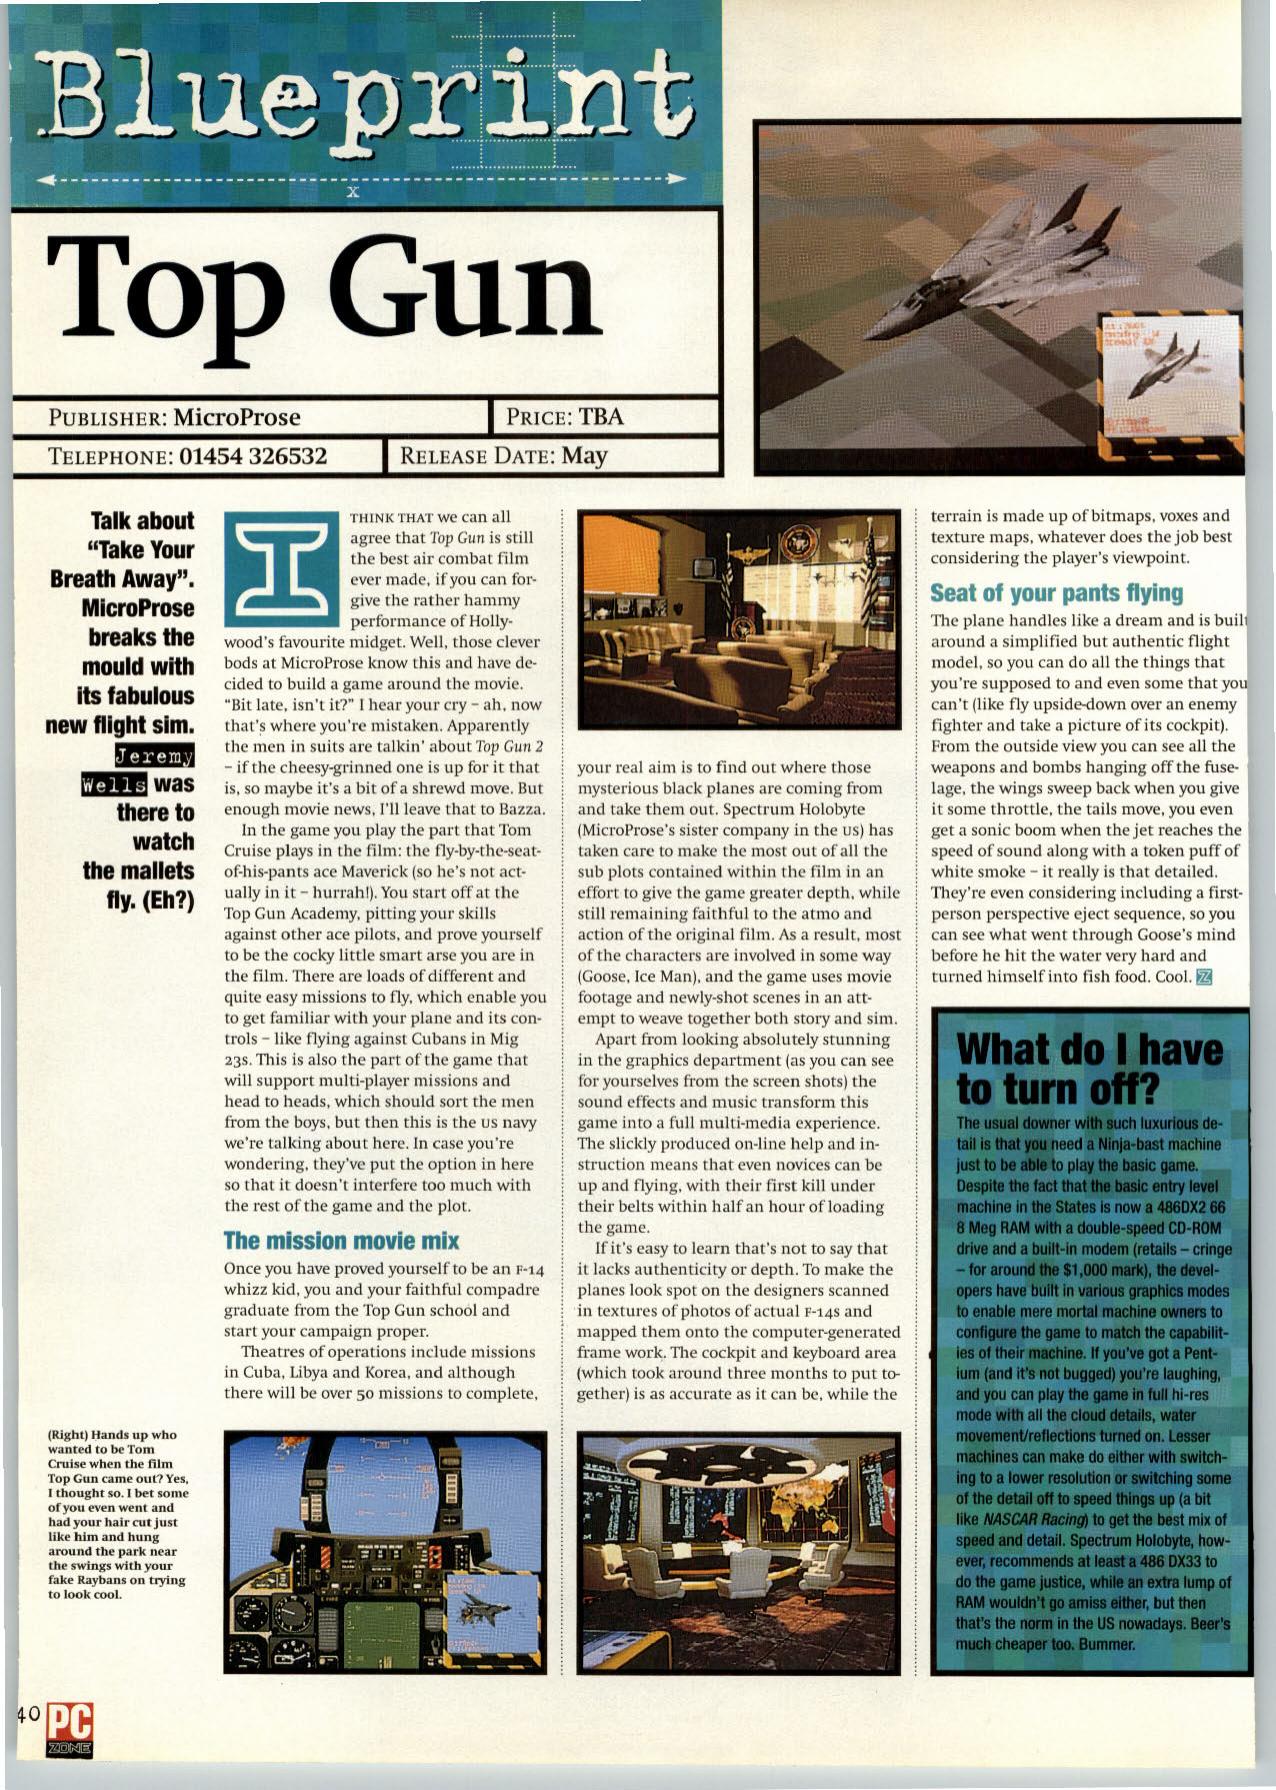 Blueprint
x
Top Gun
PUBLISHER: MicroProse
PRICE: TBA
TELEPHONE: 01454 326532
RELEASE DATE: May
Talk about
“Take Your
Breath Away”.
MicroProse
breaks the
mould with
its fabulous
new flight sim.
Jeremy
Wells was
there to
watch
the mallets
fly. (Eh?)
I THINK THAT we can all
agree that Top Gun is still
the best air combat film
ever made, if you can for-
give the rather hammy
performance of Holly-
wood's favourite midget. Well, those clever
bods at MicroProse know this and have de-
cided to build a game around the movie.
“Bit late, isn't it?” I hear your cry – ah, now
that's where you're mistaken. Apparently
the men in suits are talkin' about Top Gun 2
– if the cheesy-grinned one is up for it that
is, so maybe it's a bit of a shrewd move. But
enough movie news, I'll leave that to Bazza.
In the game you play the part that Tom
Cruise plays in the film: the fly-by-the-seat-
of-his-pants ace Maverick (so he's not act-
ually in it – hurrah!). You start off at the
Top Gun Academy, pitting your skills
against other ace pilots, and prove yourself
to be the cocky little smart arse you are in
the film. There are loads of different and
quite easy missions to fly, which enable you
to get familiar with your plane and its con-
trols – like flying against Cubans in Mig
23s. This is also the part of the game that
will support multi-player missions and
head to heads, which should sort the men
from the boys, but then this is the US navy
we're talking about here. In case you're
wondering, they've put the option in here
so that it doesn't interfere too much with
the rest of the game and the plot.
The mission movie mix
Once you have proved yourself to be an F-14
whizz kid, you and your faithful compadre
graduate from the Top Gun school and
start your campaign proper.
Theatres of operations include missions
in Cuba, Libya and Korea, and although
there will be over 50 missions to complete,
your real aim is to find out where those
mysterious black planes are coming from
and take them out. Spectrum Holobyte
(MicroProse's sister company in the US) has
taken care to make the most out of all the
sub plots contained within the film in an
effort to give the game greater depth, while
still remaining faithful to the atmo and
action of the original film. As a result, most
of the characters are involved in some way
(Goose, Ice Man), and the game uses movie
footage and newly-shot scenes in an att-
empt to weave together both story and sim.
Apart from looking absolutely stunning
in the graphics department (as you can see
for yourselves from the screen shots) the
sound effects and music transform this
game into a full multi-media experience.
The slickly produced on-line help and in-
struction means that even novices can be
up and flying, with their first kill under
their belts within half an hour of loading
the game.
If it's easy to learn that's not to say that
it lacks authenticity or depth. To make the
planes look spot on the designers scanned
in textures of photos of actual F-14s and
mapped them onto the computer-generated
frame work. The cockpit and keyboard area
(which took around three months to put to-
gether) is as accurate as it can be, while the
terrain is made up of bitmaps, voxes and
texture maps, whatever does the job best
considering the player's viewpoint.
Seat of your pants flying
The plane handles like a dream and is built
around a simplified but authentic flight
model, so you can do all the things that
you're supposed to and even some that you
can't (like fly upside-down over an enemy
fighter and take a picture of its cockpit).
From the outside view you can see all the
weapons and bombs hanging off the fuse-
lage, the wings sweep back when you give
it some throttle, the tails move, you even
get a sonic boom when the jet reaches the
speed of sound along with a token puff of
white smoke – it really is that detailed.
They're even considering including a first-
person perspective eject sequence, so you
can see what went through Goose's mind
before he hit the water very hard and
turned himself into fish food. Cool. Z
What do I have
to turn off?
The usual downer with such luxurious de-
tail is that you need a Ninja-bast machine
just to be able to play the basic game.
Despite the fact that the basic entry level
machine in the States is now a 486DX2 66
8 Meg RAM with a double-speed CD-ROM
drive and a built-in modem (retails – cringe
– for around the $1,000 mark), the devel-
opers have built in various graphics modes
to enable mere mortal machine owners to
configure the game to match the capabilit-
ies of their machine. If you've got a Pent-
ium (and it's not bugged) you're laughing,
and you can play the game in full hi-res
mode with all the cloud details, water
movement/reflections turned on. Lesser
machines can make do either with switch-
ing to a lower resolution or switching some
of the detail off to speed things up (a bit
like NASCAR Racing) to get the best mix of
speed and detail. Spectrum Holobyte, how-
ever, recommends at least a 486 DX33 to
do the game justice, while an extra lump of
RAM wouldn't go amiss either, but then
that's the norm in the US nowadays. Beer's
much cheaper too. Bummer.
(Right) Hands up who
wanted to be Tom
Cruise when the film
Top Gun came out? Yes,
I thought so. I bet some
of you even went and
had your hair cut just
like him and hung
around the park near
the swings with your
fake Raybans on trying
to look cool.
40 PC
ZONE